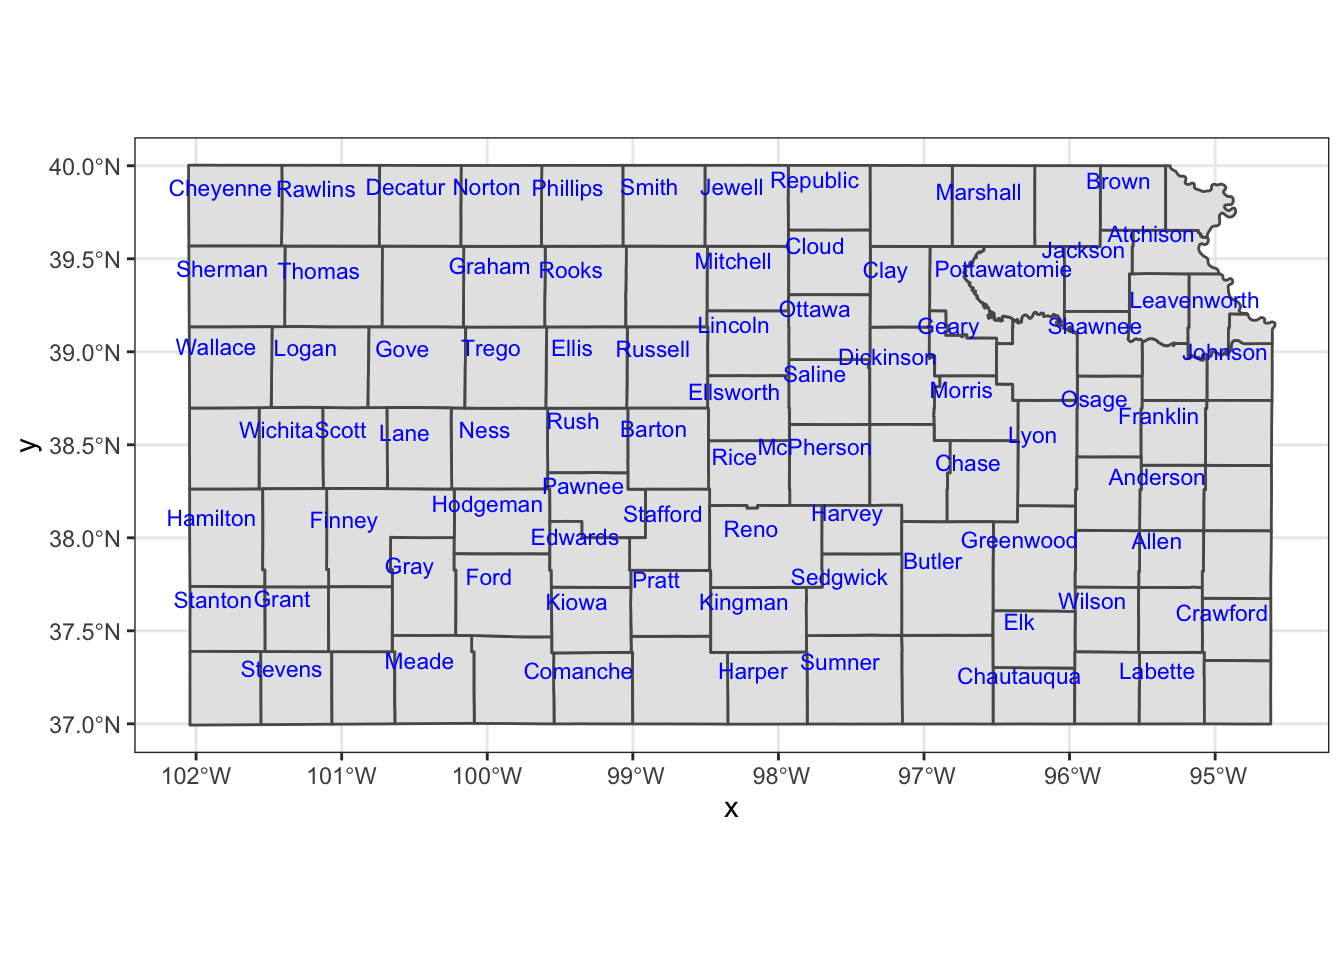 40.0°N
Cheyenne Rawlins Decatur Norton Phillips Smith Jewell Republic Marshall Brown
Atchison
39.5°N
Sherman Thomas Graham Rooks Mitchell Cloud Clay Pottawatomie Jackson
Leavenworth
Lincoln Ottawa Geary Shawnee
39.0°N
Wallace Logan Gove Trego Ellis Russell Dickinson Johnson
Ellsworth Saline Morris Osage
38.5°N
Wichita Scott Lane Ness Rush Barton Rice McPherson Chase Lyon Franklin
Pawnee Anderson
Hamilton Finney Hodgeman Stafford Reno Harvey
38.0°N
Edwards Greenwood Allen
Gray Ford Pratt Sedgwick Butler
Stanton Grant Kiowa Kingman Wilson Crawford
37.5°N
Elk
Stevens Meade Comanche Harper Sumner Chautauqua Labette
37.0°N
102°W 101°W 100°W 99°W 98°W 97°W 96°W 95°W
x
y